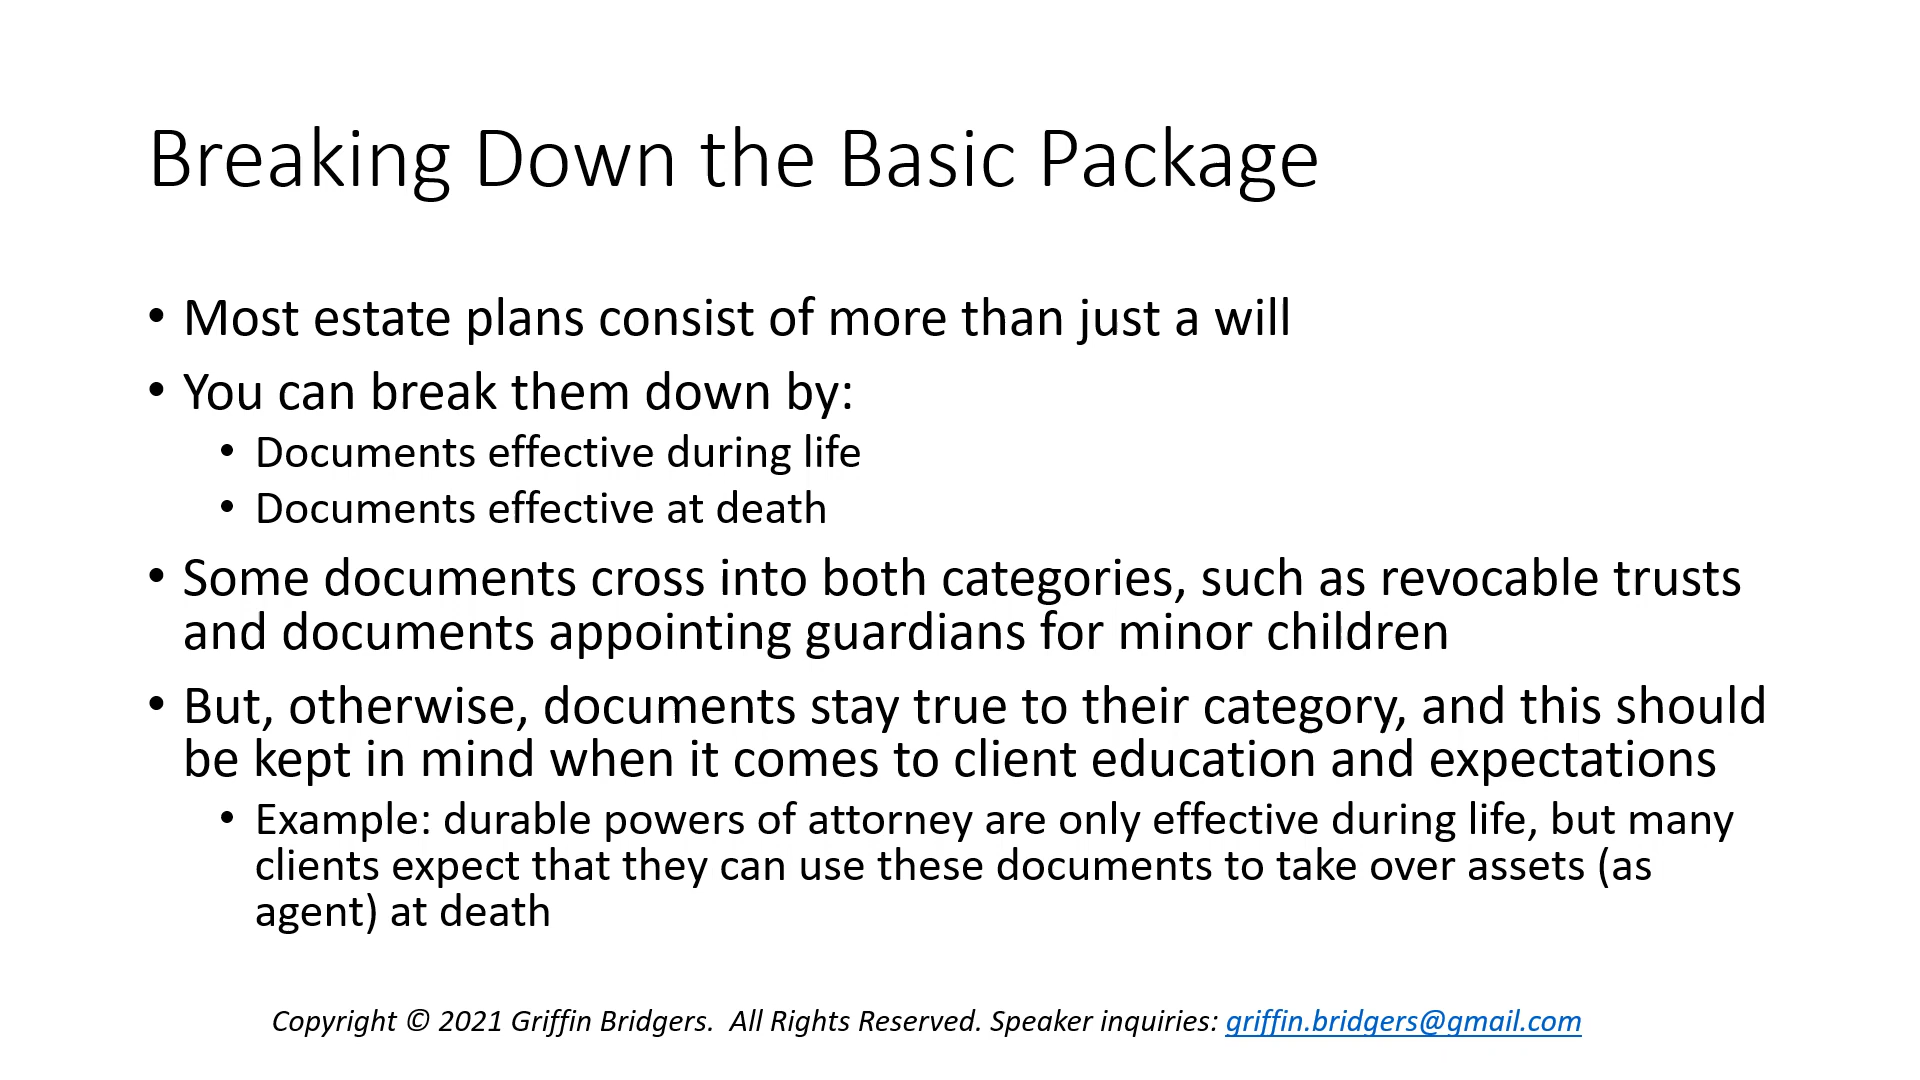 Breaking Down the Basic Package
• Most estate plans consist of more than just a will
• You can break them down by:
• Documents effective during life
• Documents effective at death
• Some documents cross into both categories, such as revocable trusts
and documents appointing guardians for minor children
• But, otherwise, documents stay true to their category, and this should
be kept in mind when it comes to client education and expectations
• Example: durable powers of attorney are only effective during life, but many
clients expect that they can use these documents to take over assets (as
agent) at death
Copyright © 2021 Griffin Bridgers.  All Rights Reserved. Speaker inquiries: griffin.bridgers@gmail.com